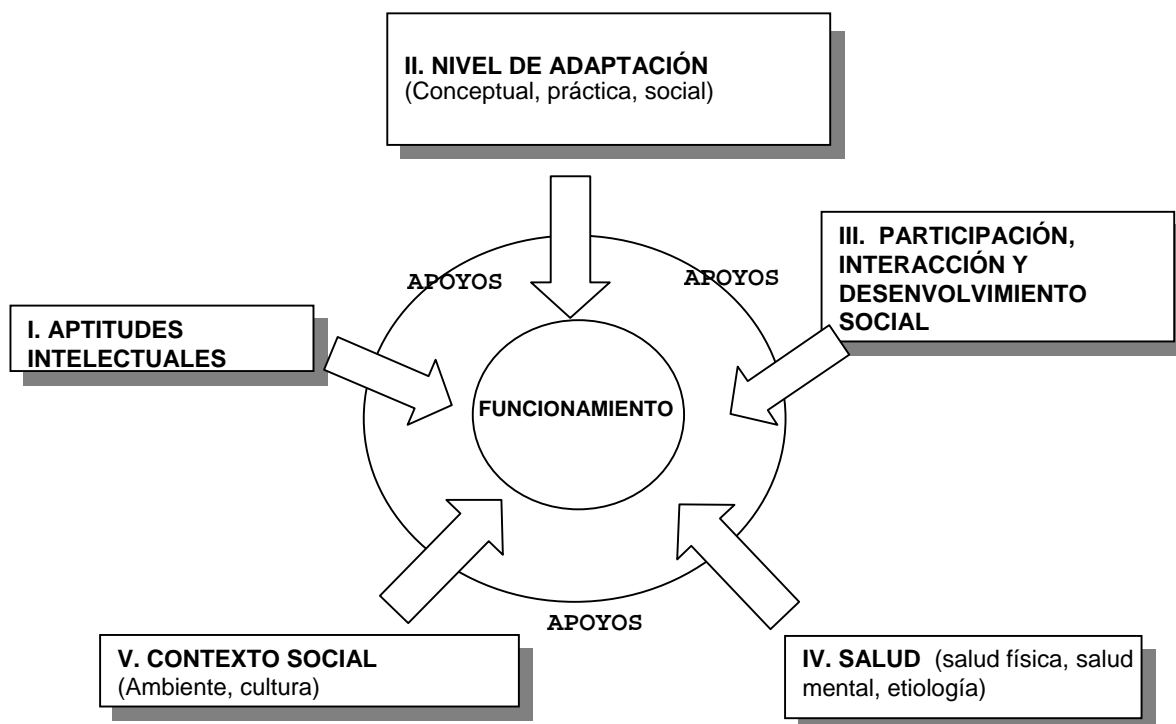 II. NIVEL DE ADAPTACIÓN
(Conceptual, práctica, social)
III. PARTICIPACIÓN,
INTERACCIÓN Y
DESENVOLVIMIENTO
SOCIAL
APOYOS
APOYOS
I. APTITUDES
INTELECTUALES
FUNCIONAMIENTO
APOYOS
V. CONTEXTO SOCIAL
(Ambiente, cultura)
IV. SALUD (salud física, salud
mental, etiología)